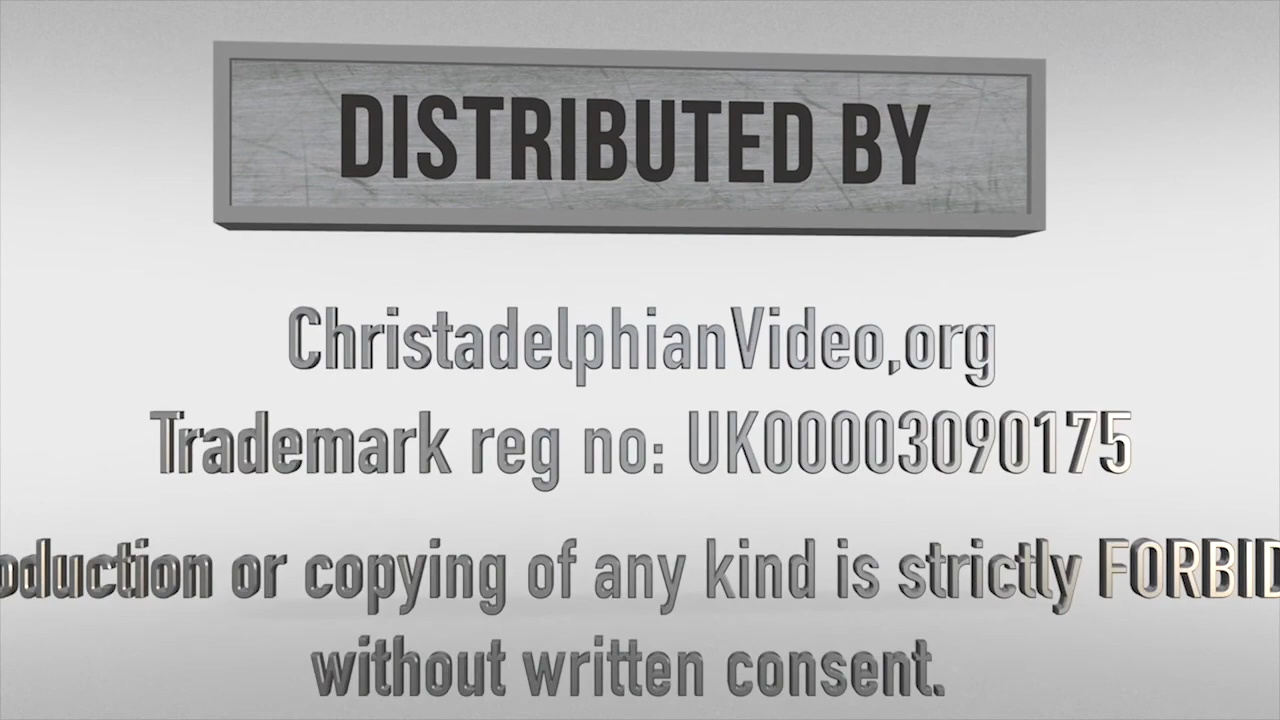 DISTRIBUTED BY
ChristadelphianVideo,org
Trademark reg no: UK00003090175
oduction or copying of any kind is strictly FORBID
without written consent.